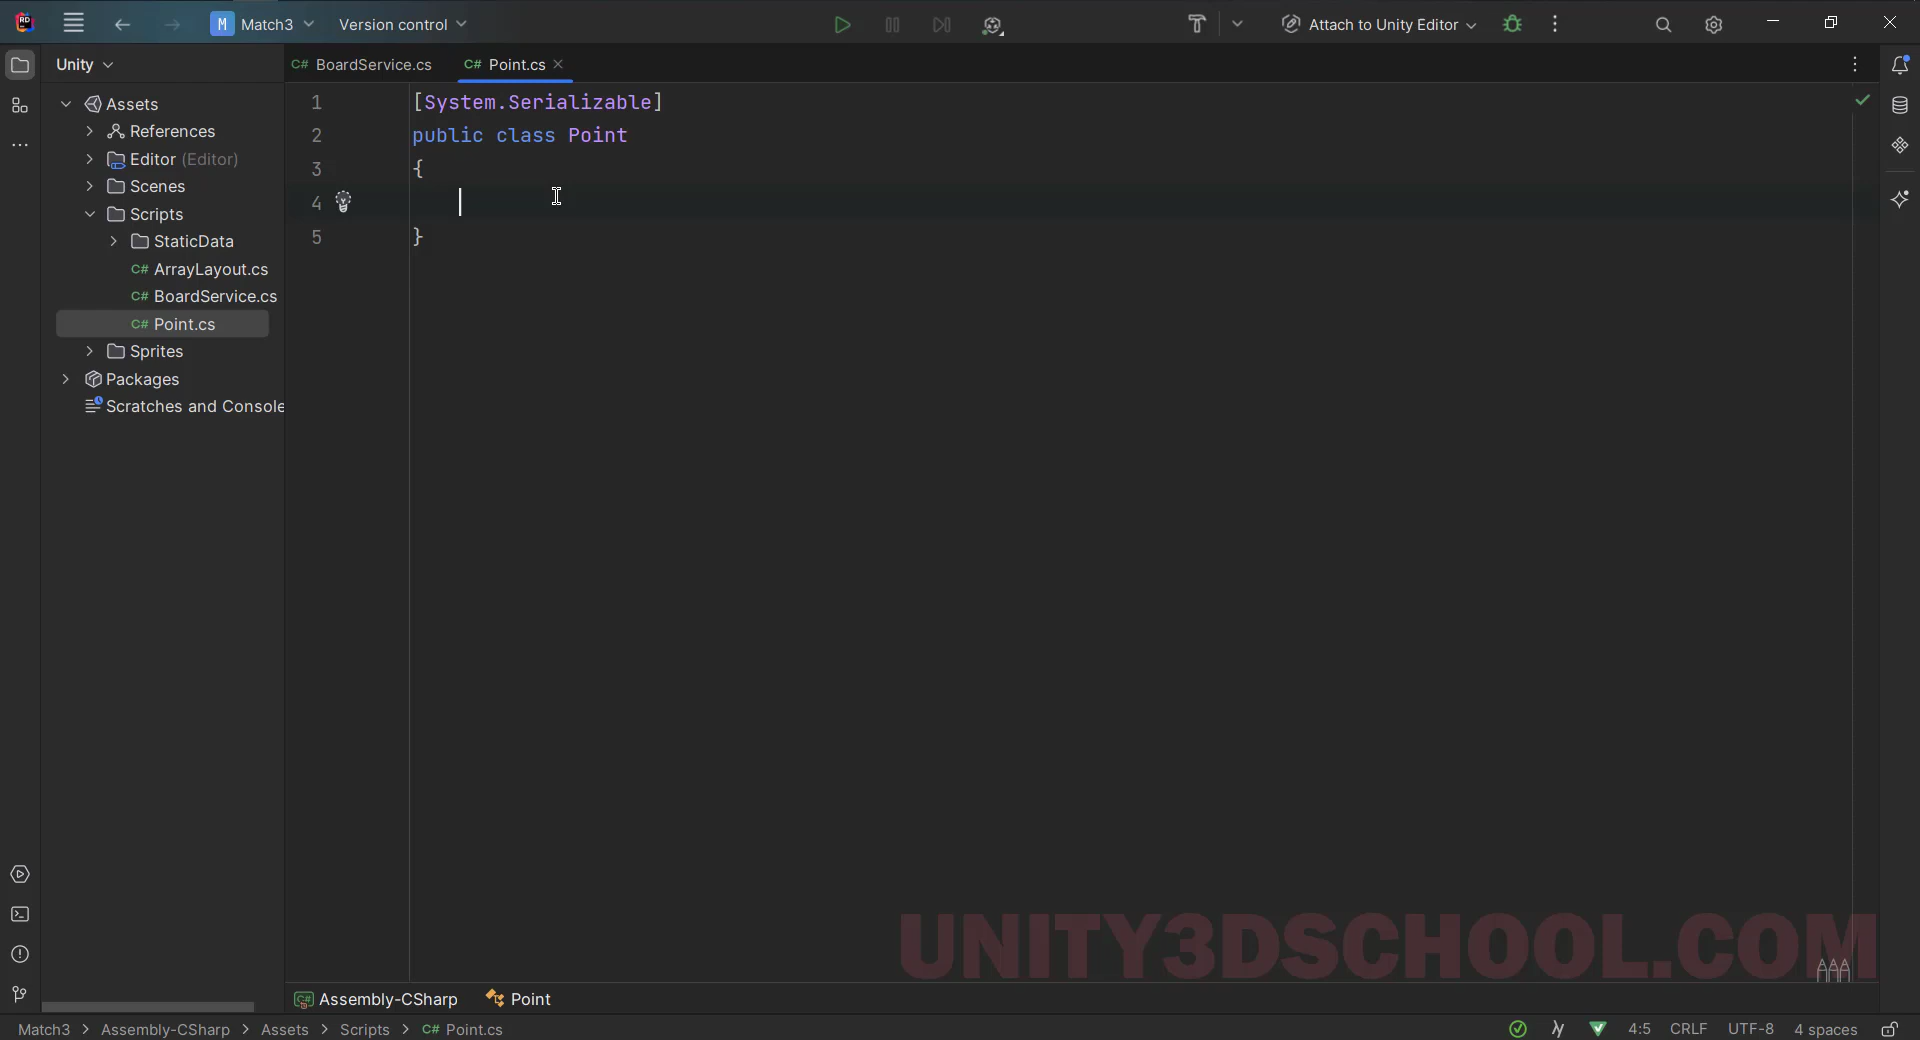 Match3
Version control
Attach to Unity Editor
Unity
C# BoardService.cs
C# Point.cs
Assets
References
Editor (Editor)
Scenes
Scripts
StaticData
C# ArrayLayout.cs
C# BoardService.cs
C# Point.cs
Sprites
Packages
Scratches and Console
1 [System.Serializable]
2 public class Point
3 {
4
5 }
UNITY3DSCHOOL.COM
C# Assembly-CSharp
Point
Match3 > Assembly-CSharp > Assets > Scripts > C# Point.cs
4:5 CRLF UTF-8 4 spaces